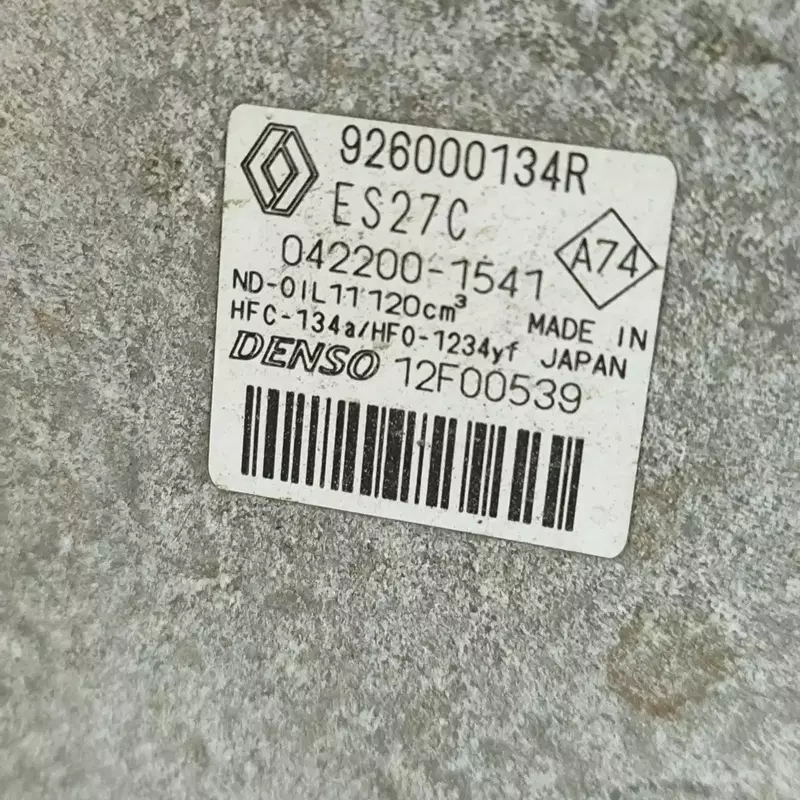 926000134R
ES27C
A74
042200-1541
ND-OIL11 120cm³
HFC-134a/HFO-1234yf
MADE IN
JAPAN
DENSO 12F00539